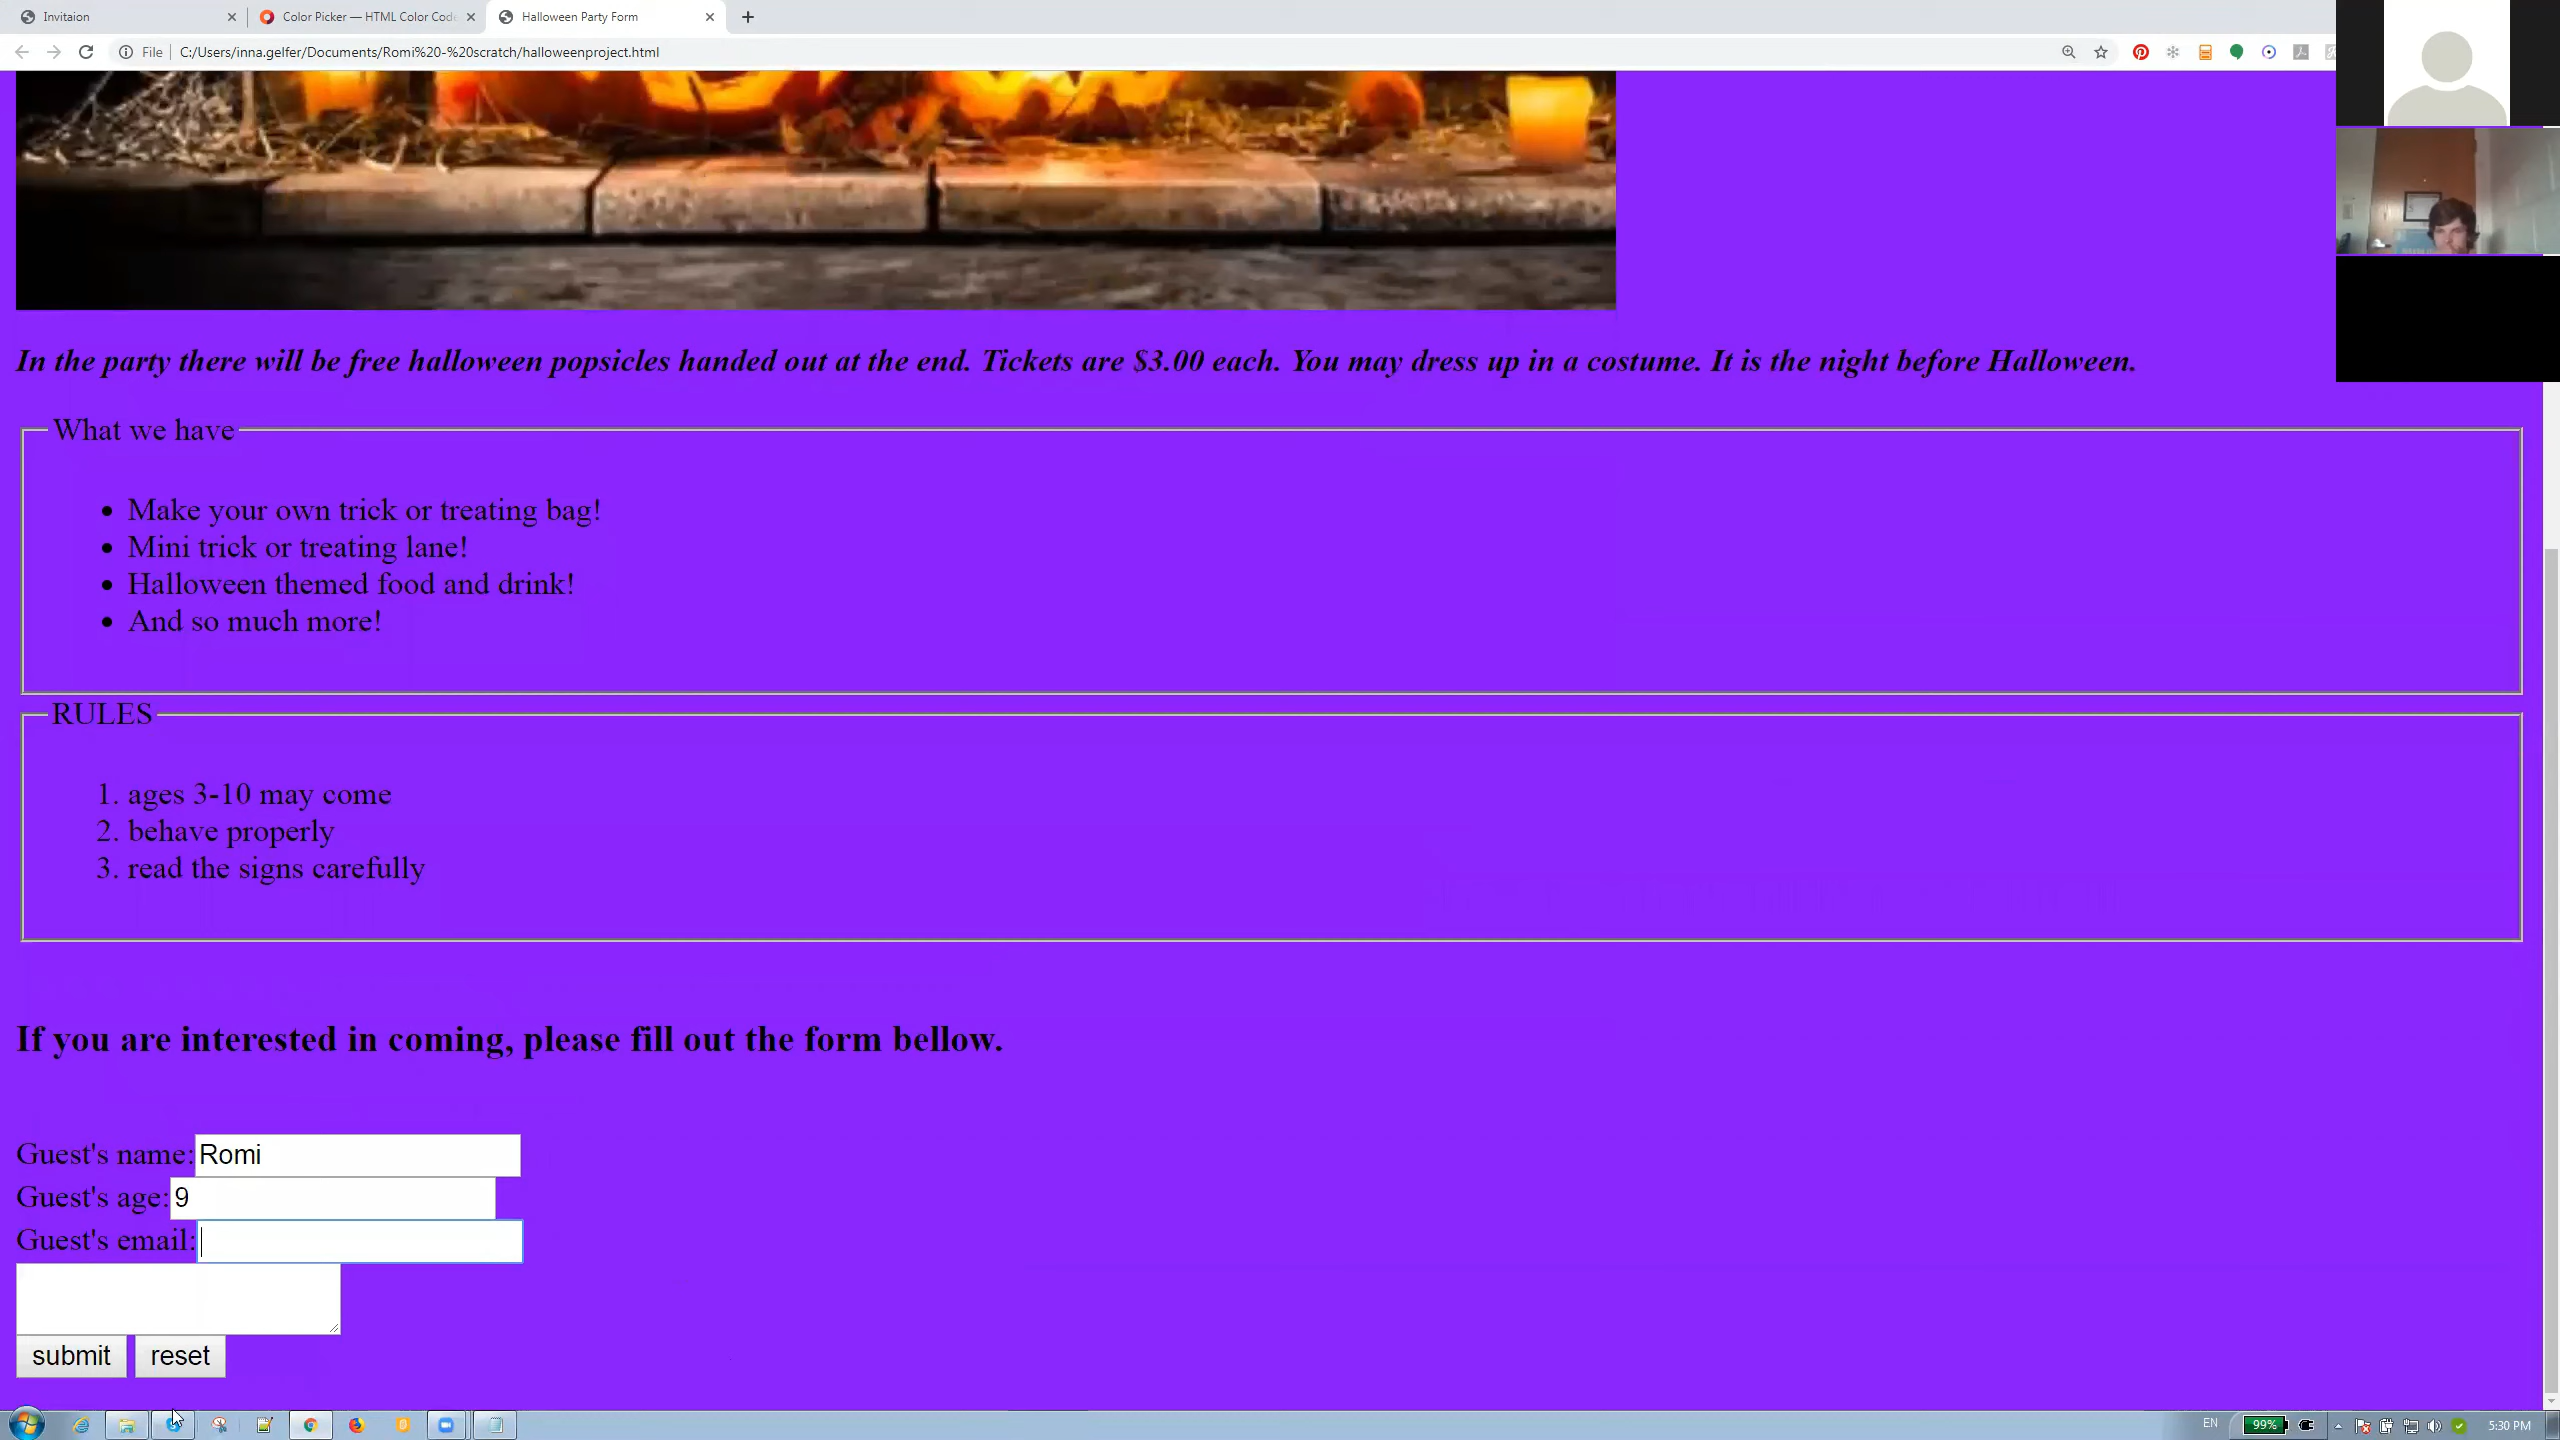 Invitaion
Color Picker — HTML Color Code
Halloween Party Form
File
C:/Users/inna.gelfer/Documents/Romi%20-%20scratch/halloweenproject.html
In the party there will be free halloween popsicles handed out at the end. Tickets are $3.00 each. You may dress up in a costume. It is the night before Halloween.
What we have
Make your own trick or treating bag!
Mini trick or treating lane!
Halloween themed food and drink!
And so much more!
RULES
1. ages 3-10 may come
2. behave properly
3. read the signs carefully
If you are interested in coming, please fill out the form bellow.
Guest's name: Romi
Guest's age: 9
Guest's email:
submit reset
EN 99% 5:30 PM